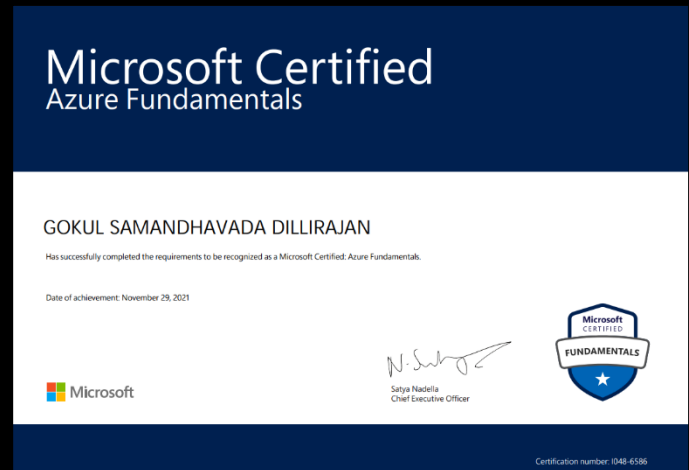 Microsoft Certified
Azure Fundamentals
GOKUL SAMANDHAVADA DILLIRAJAN
Has successfully completed the requirements to be recognized as a Microsoft Certified: Azure Fundamentals.
Date of achievement: November 29, 2021
Microsoft
CERTIFIED
FUNDAMENTALS
Microsoft
Satya Nadella
Chief Executive Officer
Certification number: I048-6586